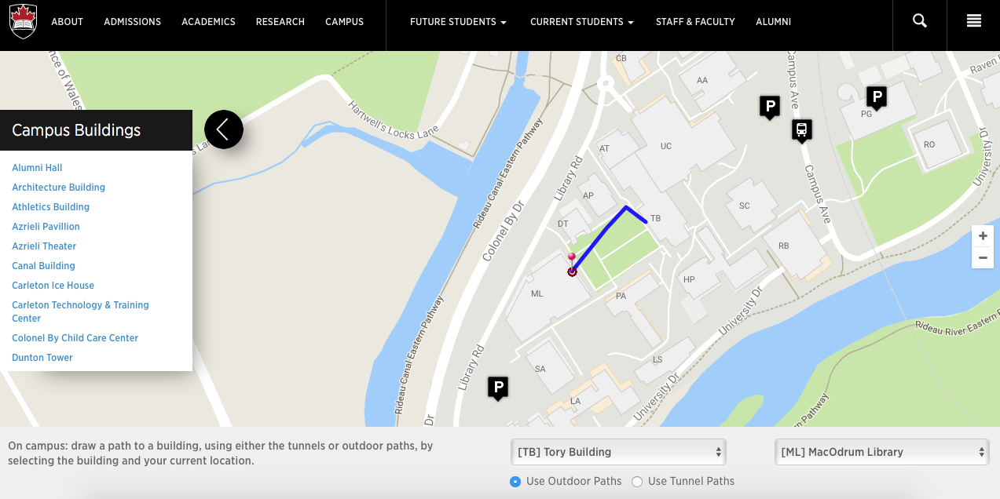 ABOUT ADMISSIONS ACADEMICS RESEARCH CAMPUS FUTURE STUDENTS CURRENT STUDENTS STAFF & FACULTY ALUMNI
nce of Wales
Hartwell's Locks Lane
s La
CB
AA
Campus Ave
P
P
PG
Raven
RO
University Dr
Campus Buildings
Alumni Hall
Architecture Building
Athletics Building
Azrieli Pavillion
Azrieli Theater
Canal Building
Carleton Ice House
Carleton Technology & Training
Center
Colonel By Child Care Center
Dunton Tower
Rideau Canal Eastern Pathway
Colonel By Dr
Library Rd
AT
UC
AP
DT
TB
SC
Campus Ave
RB
ML
PA
HP
University Dr
+
−
Rideau River Eastern P
Rideau Canal Eastern Pathway
Library Rd
SA
LS
LA
University Dr
P
Dr
n Pathway
On campus: draw a path to a building, using either the tunnels or outdoor paths, by
selecting the building and your current location.
[TB] Tory Building
[ML] MacOdrum Library
Use Outdoor Paths Use Tunnel Paths